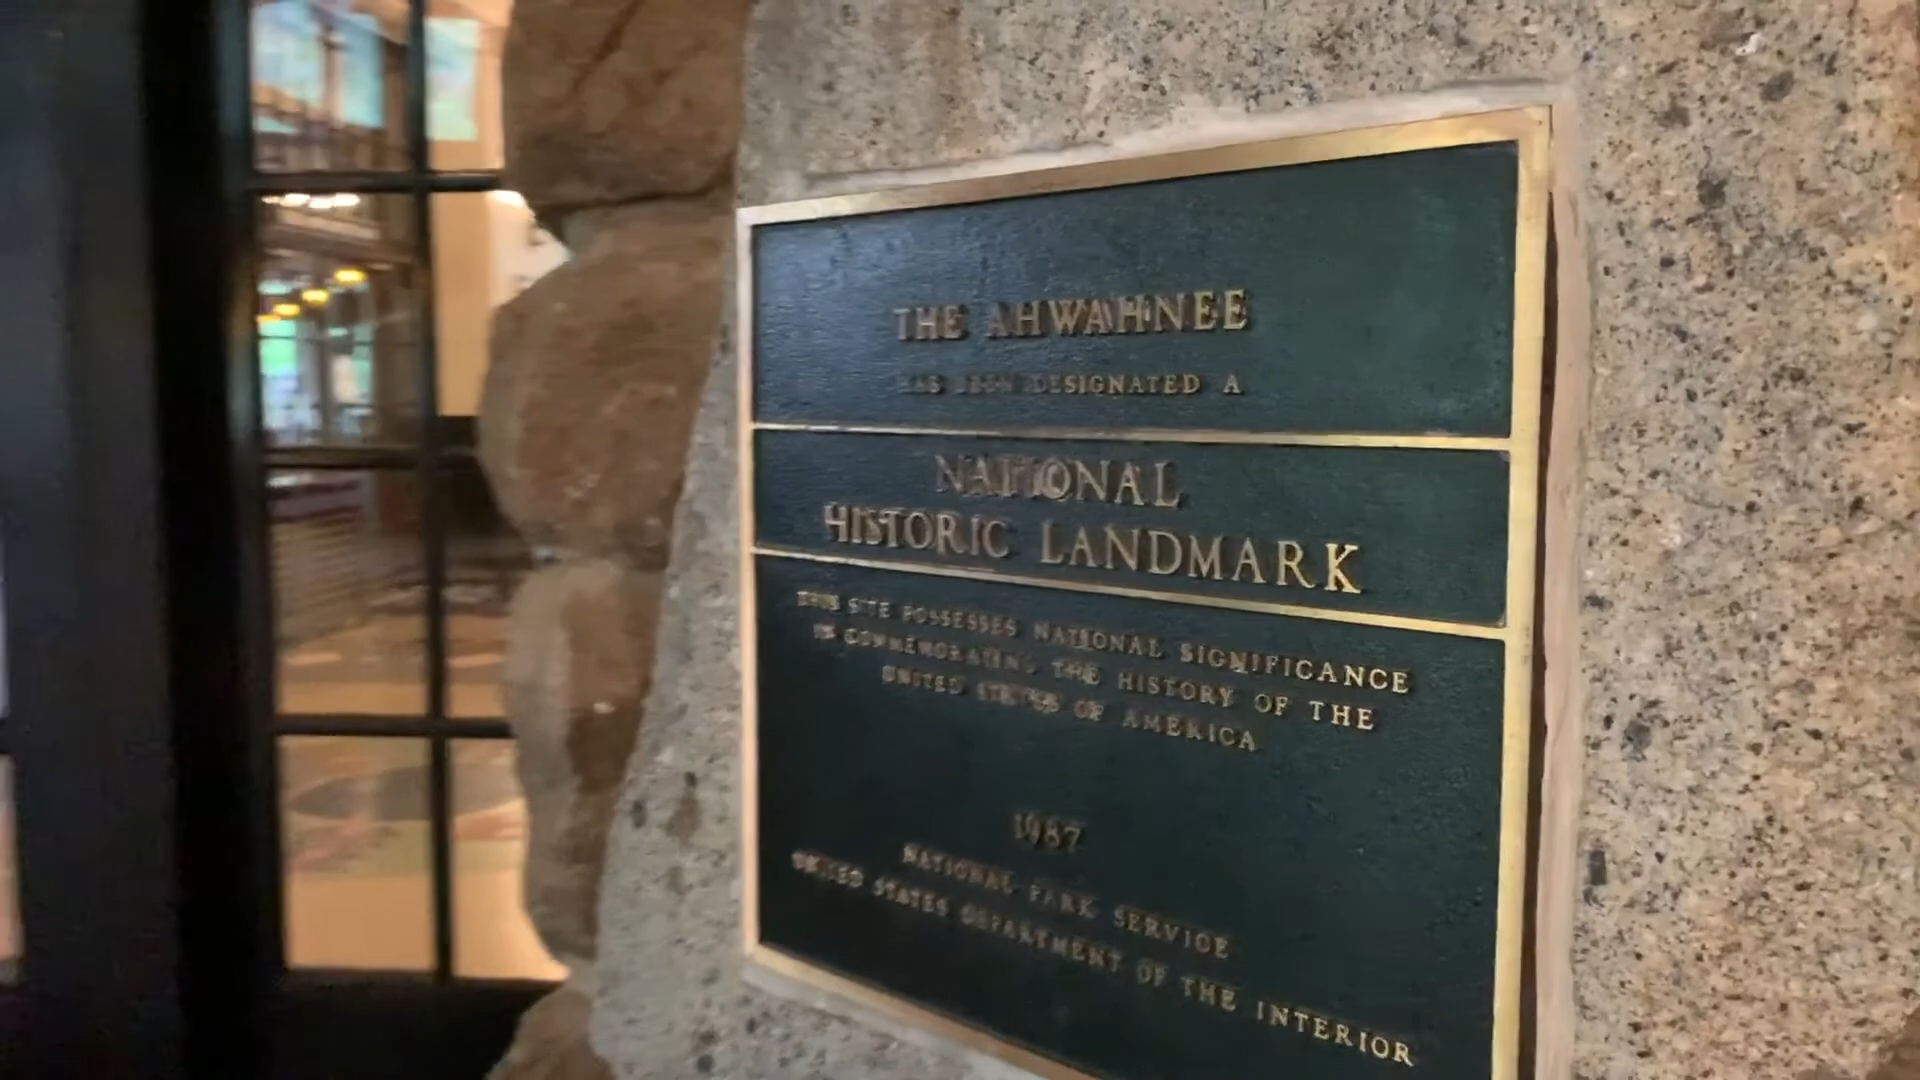 THE AHWAHNEE
HAS BEEN DESIGNATED A
NATIONAL
HISTORIC LANDMARK
THIS SITE POSSESSES NATIONAL SIGNIFICANCE
IN COMMEMORATING THE HISTORY OF THE
UNITED STATES OF AMERICA
1987
NATIONAL PARK SERVICE
UNITED STATES DEPARTMENT OF THE INTERIOR